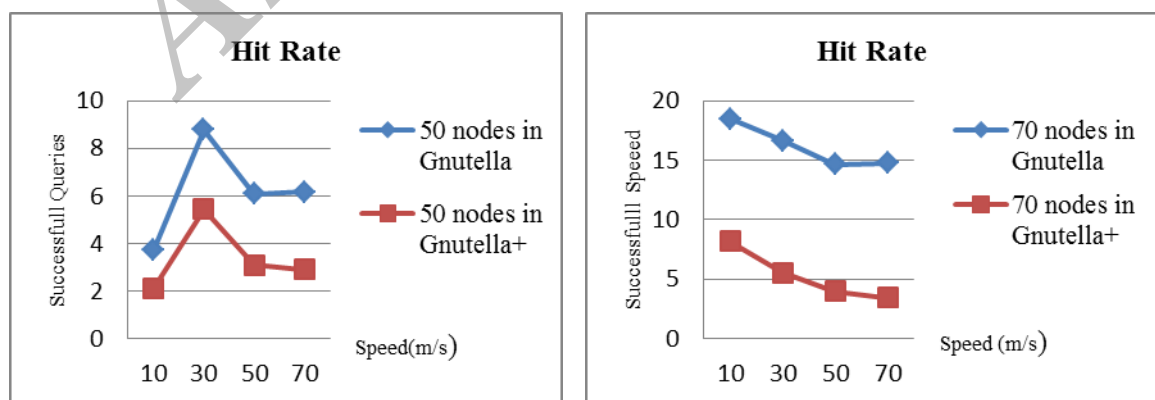 Hit Rate
10
8
6
4
2
0
Successfull Queries
10 30 50 70
Speed(m/s)
50 nodes in
Gnutella
50 nodes in
Gnutella+
Hit Rate
20
15
10
5
0
Successfull Speeed
10 30 50 70
Speed (m/s)
70 nodes in
Gnutella
70 nodes in
Gnutella+